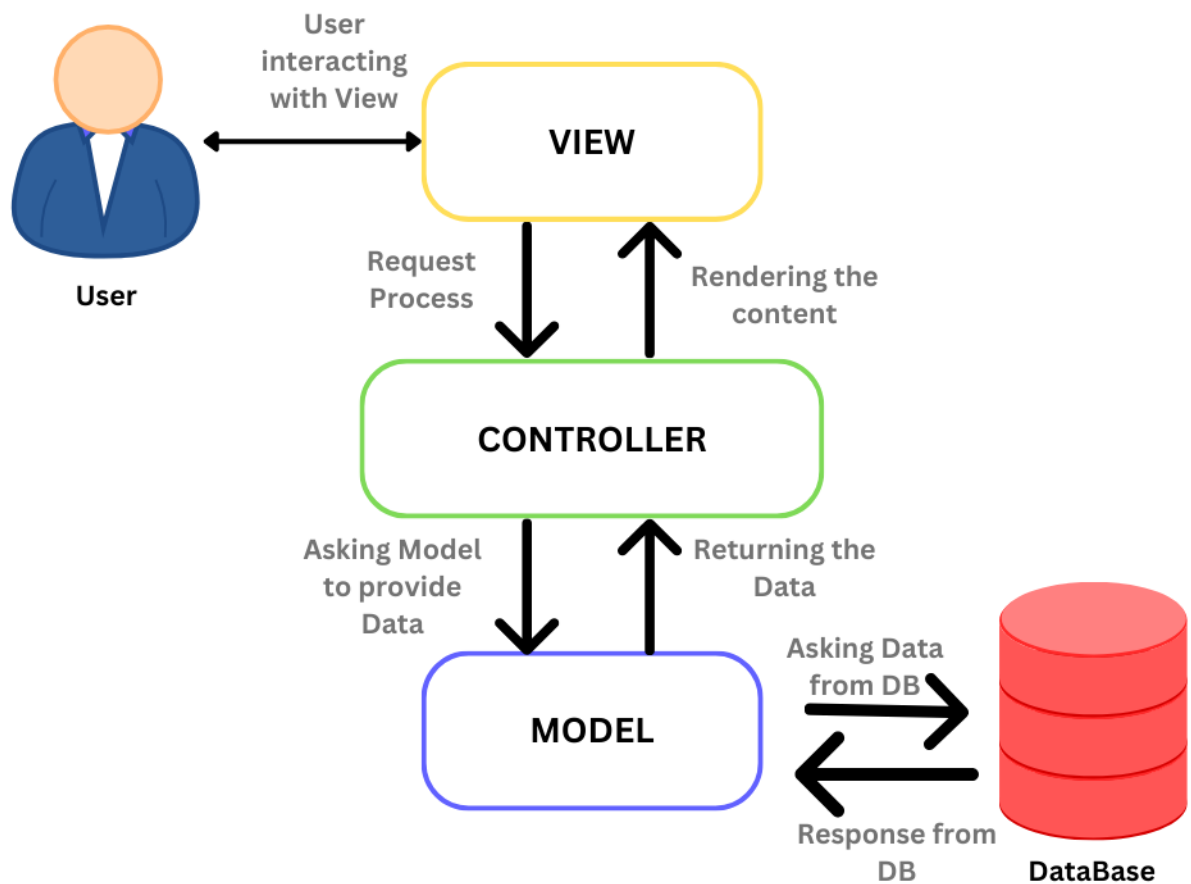 User
interacting
with View
VIEW
User
Request
Process
Rendering the
content
CONTROLLER
Asking Model
to provide
Data
Returning the
Data
MODEL
Asking Data
from DB
Response from
DB
DataBase